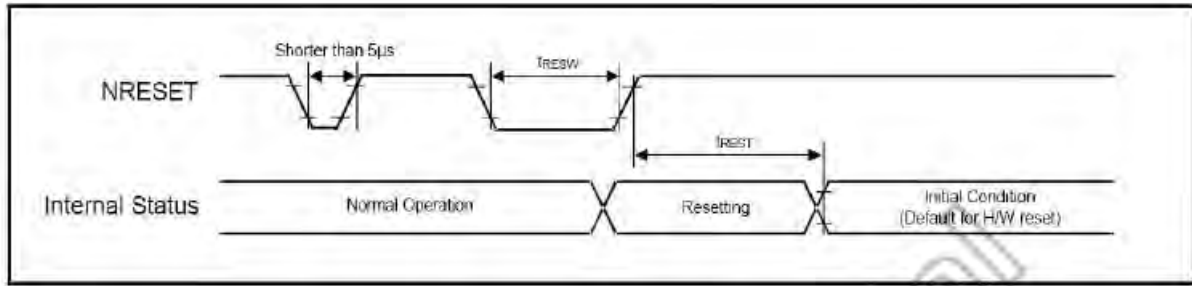 Shorter than 5µs
NRESET
tRESW
tREST
Internal Status
Normal Operation
Resetting
Initial Condition
(Default for H/W reset)